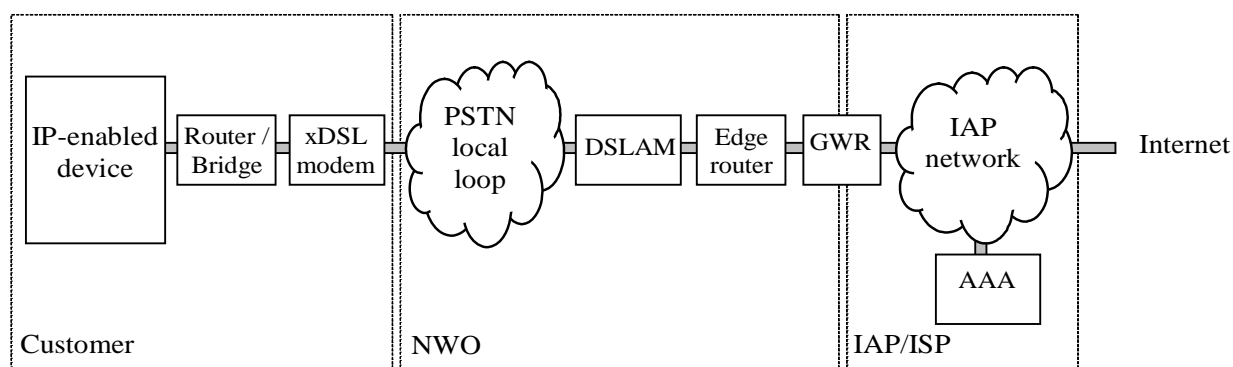 IP-enabled
device
Router /
Bridge
xDSL
modem
PSTN
local
loop
DSLAM
Edge
router
GWR
IAP
network
Internet
AAA
Customer
NWO
IAP/ISP